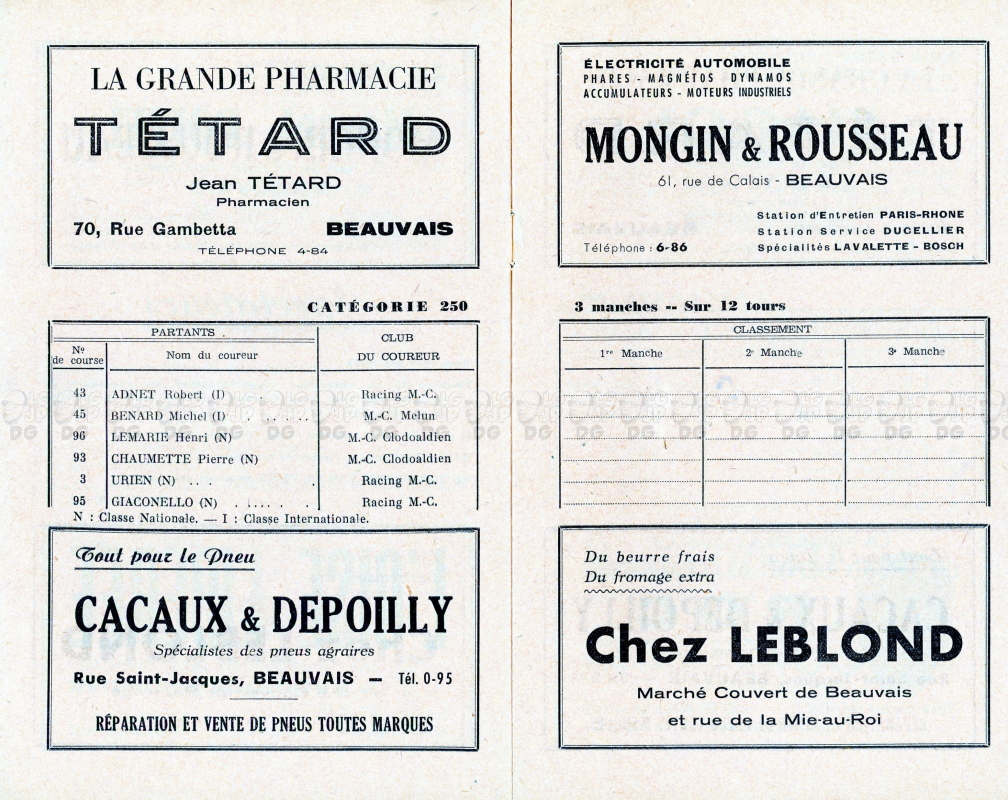 LA GRANDE PHARMACIE
TÉTARD
Jean TÉTARD
Pharmacien
70, Rue Gambetta BEAUVAIS
TÉLÉPHONE 4-84
CATÉGORIE 250
PARTANTS
CLUB
DU COUREUR
Nº
de course
Nom du coureur
43 ADNET Robert (I) Racing M.-C.
45 BENARD Michel (I) M.-C. Melun
96 LEMARIE Henri (N) M.-C. Clodoaldien
93 CHAUMETTE Pierre (N) M.-C. Clodoaldien
3 URIEN (N) Racing M.-C.
95 GIACONELLO (N) Racing M.-C.
N : Classe Nationale. — I : Classe Internationale.
Tout pour le Pneu
CACAUX & DEPOILLY
Spécialistes des pneus agraires
Rue Saint-Jacques, BEAUVAIS — Tél. 0-95
RÉPARATION ET VENTE DE PNEUS TOUTES MARQUES
ÉLECTRICITÉ AUTOMOBILE
PHARES - MAGNÉTOS DYNAMOS
ACCUMULATEURS - MOTEURS INDUSTRIELS
MONGIN & ROUSSEAU
61, rue de Calais - BEAUVAIS
Station d'Entretien PARIS-RHONE
Station Service DUCELLIER
Téléphone : 6-86 Spécialités LAVALETTE - BOSCH
3 manches -- Sur 12 tours
CLASSEMENT
1re Manche 2e Manche 3e Manche
Du beurre frais
Du fromage extra
Chez LEBLOND
Marché Couvert de Beauvais
et rue de la Mie-au-Roi